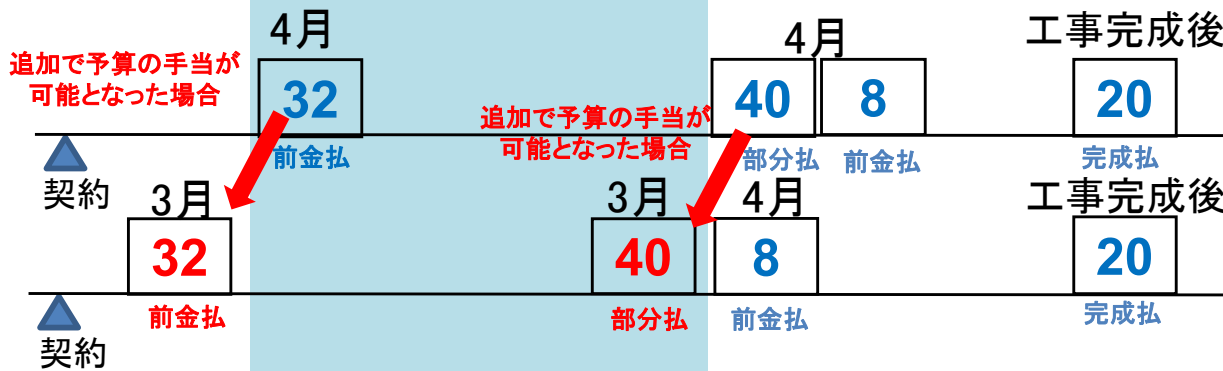 4月
4月
工事完成後
追加で予算の手当が
可能となった場合
32
40
8
20
追加で予算の手当が
可能となった場合
前金払
部分払
前金払
完成払
契約
3月
3月
4月
工事完成後
32
40
8
20
前金払
部分払
前金払
完成払
契約